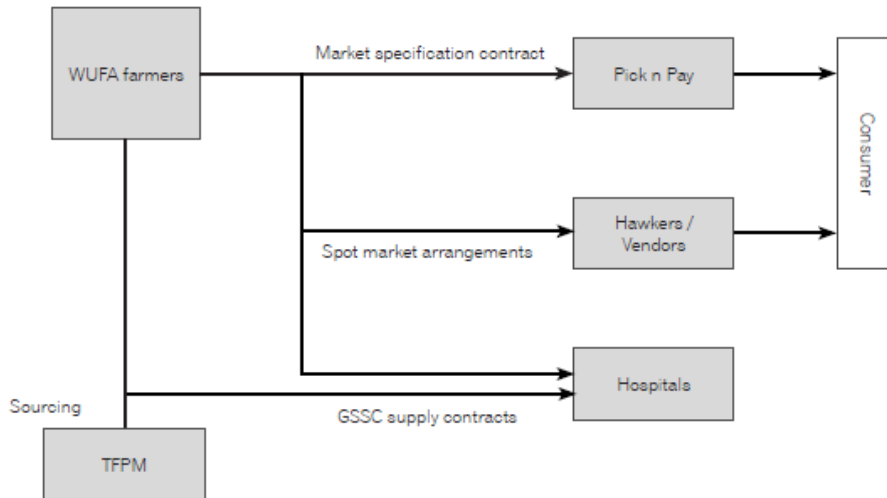 Market specification contract
WUFA farmers
Pick n Pay
Consumer
Hawkers /
Vendors
Spot market arrangements
Hospitals
Sourcing
GSSC supply contracts
TFPM